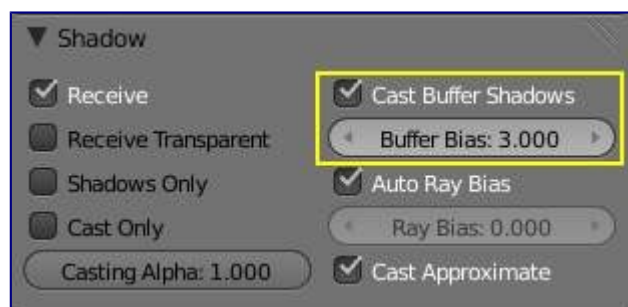 Shadow
Receive
Cast Buffer Shadows
Receive Transparent
Buffer Bias: 3.000
Shadows Only
Auto Ray Bias
Cast Only
Ray Bias: 0.000
Casting Alpha: 1.000
Cast Approximate